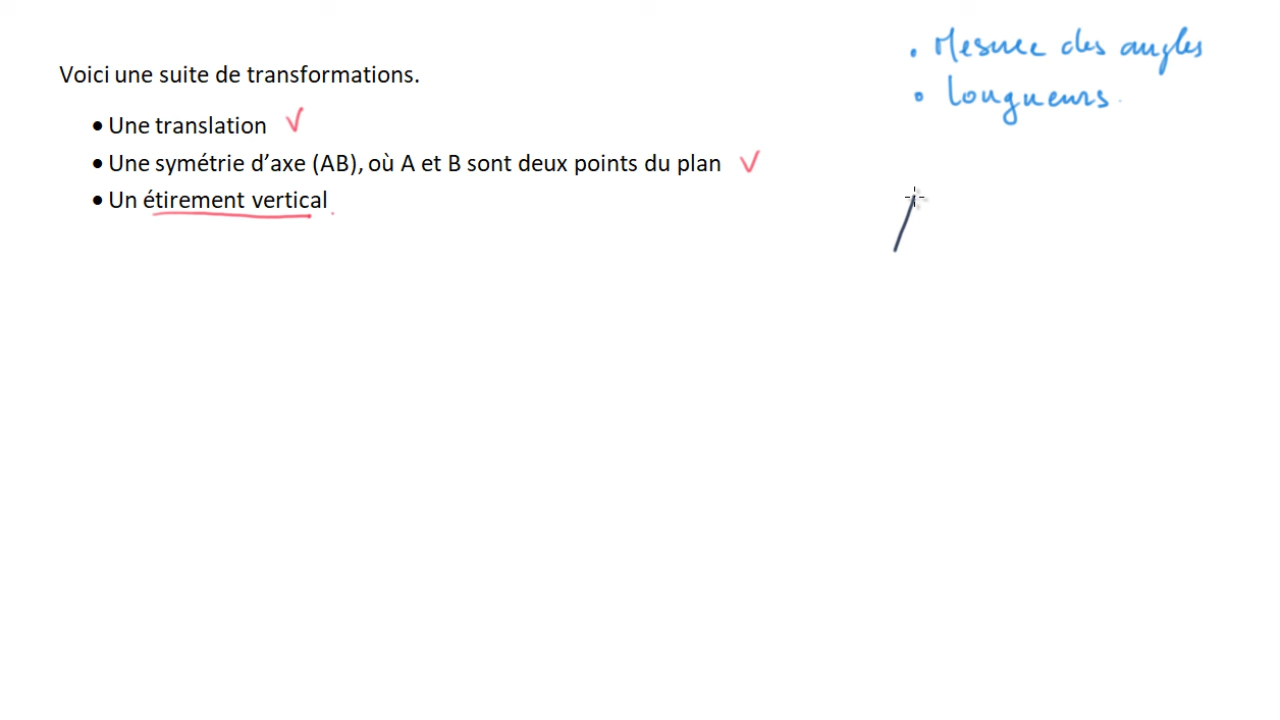 • Mesure des angles
Voici une suite de transformations.
• longueurs
• Une translation
• Une symétrie d’axe (AB), où A et B sont deux points du plan
• Un étirement vertical